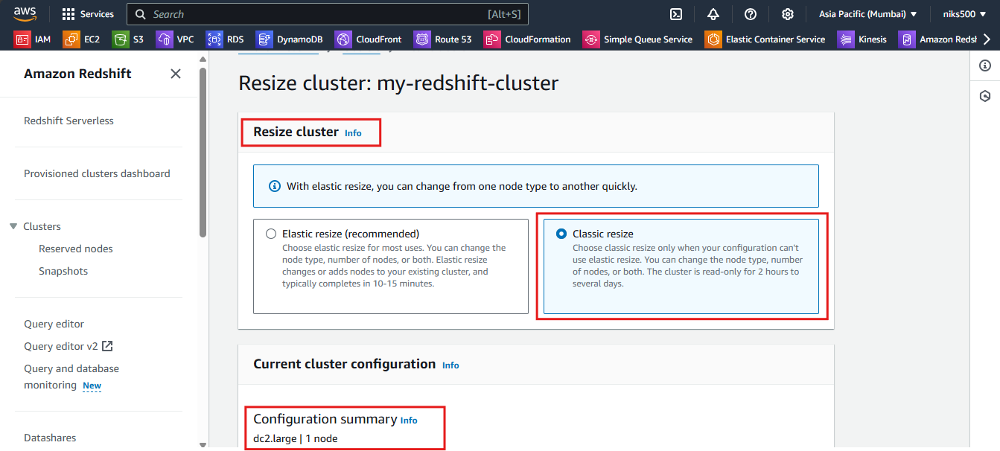 aws
Services
Search
[Alt+S]
Asia Pacific (Mumbai)
niks500
IAM
EC2
S3
VPC
RDS
DynamoDB
CloudFront
Route 53
CloudFormation
Simple Queue Service
Elastic Container Service
Kinesis
Amazon Redsh
Amazon Redshift
Redshift Serverless
Provisioned clusters dashboard
Clusters
Reserved nodes
Snapshots
Query editor
Query editor v2
Query and database
monitoring New
Datashares
Resize cluster: my-redshift-cluster
Resize cluster Info
With elastic resize, you can change from one node type to another quickly.
Elastic resize (recommended)
Choose elastic resize for most uses. You can change the
node type, number of nodes, or both. Elastic resize
changes or adds nodes to your existing cluster, and
typically completes in 10-15 minutes.
Classic resize
Choose classic resize only when your configuration can't
use elastic resize. You can change the node type, number
of nodes, or both. The cluster is read-only for 2 hours to
several days.
Current cluster configuration Info
Configuration summary Info
dc2.large | 1 node